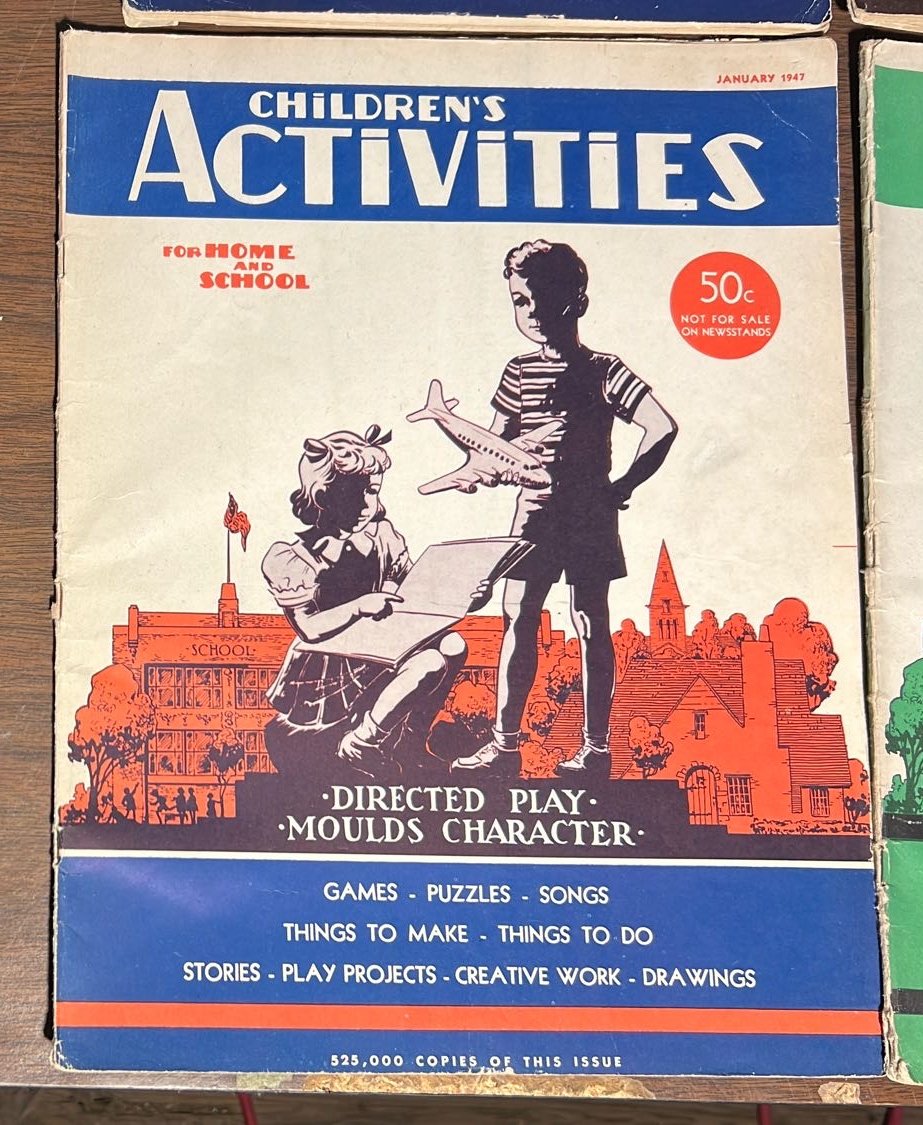 JANUARY 1947
CHiLDREN'S
ACTiViTiES
FOR HOME
AND
SCHOOL
50c
NOT FOR SALE
ON NEWSSTANDS
SCHOOL
·DIRECTED PLAY·
·MOULDS CHARACTER·
GAMES - PUZZLES - SONGS
THINGS TO MAKE - THINGS TO DO
STORIES - PLAY PROJECTS - CREATIVE WORK - DRAWINGS
525,000 COPIES OF THIS ISSUE